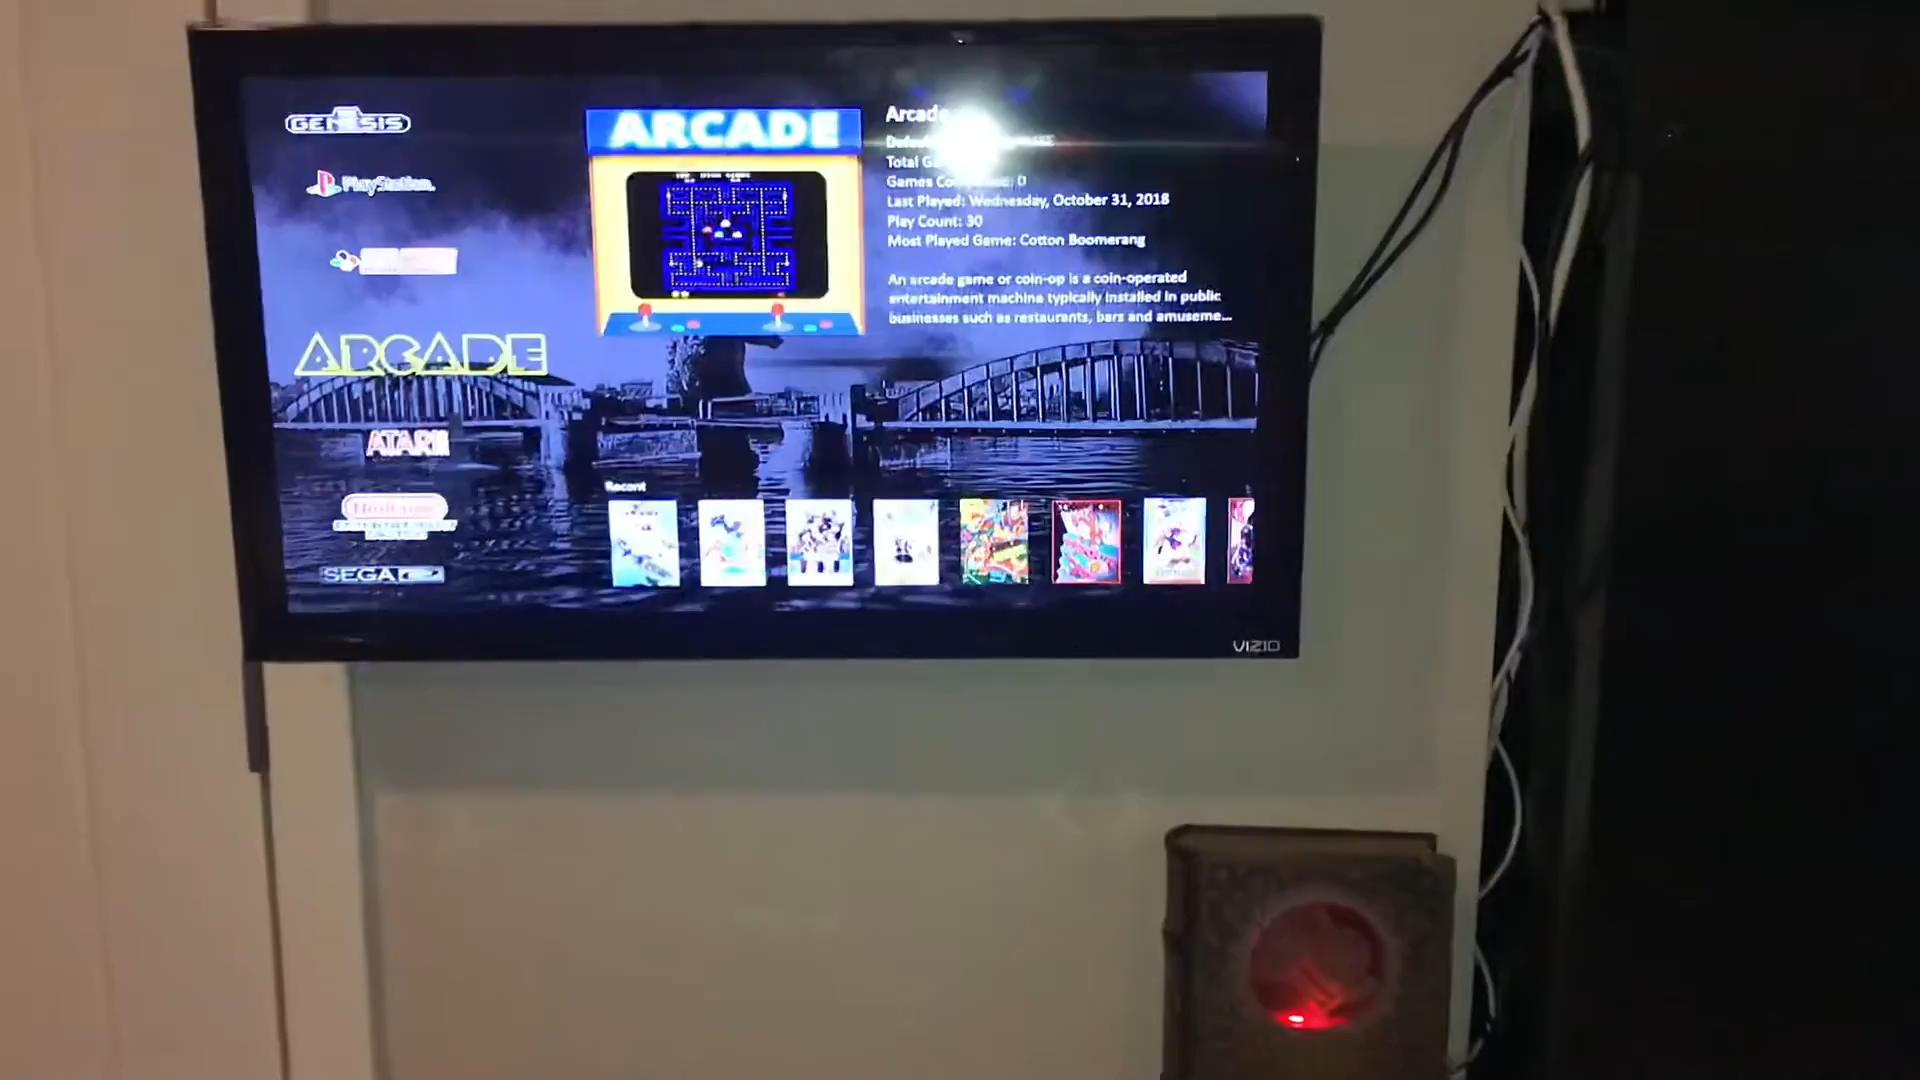 GENESIS
PlayStation.
ARCADE
ATARI
Nintendo
SEGA
ARCADE
Arcade
Total
Games
0
Last Played: Wednesday, October 31, 2018
Play Count: 30
Most Played Game: Cotton Boomerang
An arcade game or coin-op is a coin-operated
entertainment machine typically installed in public
businesses such as restaurants, bars and amuseme...
Recent
VIZIO